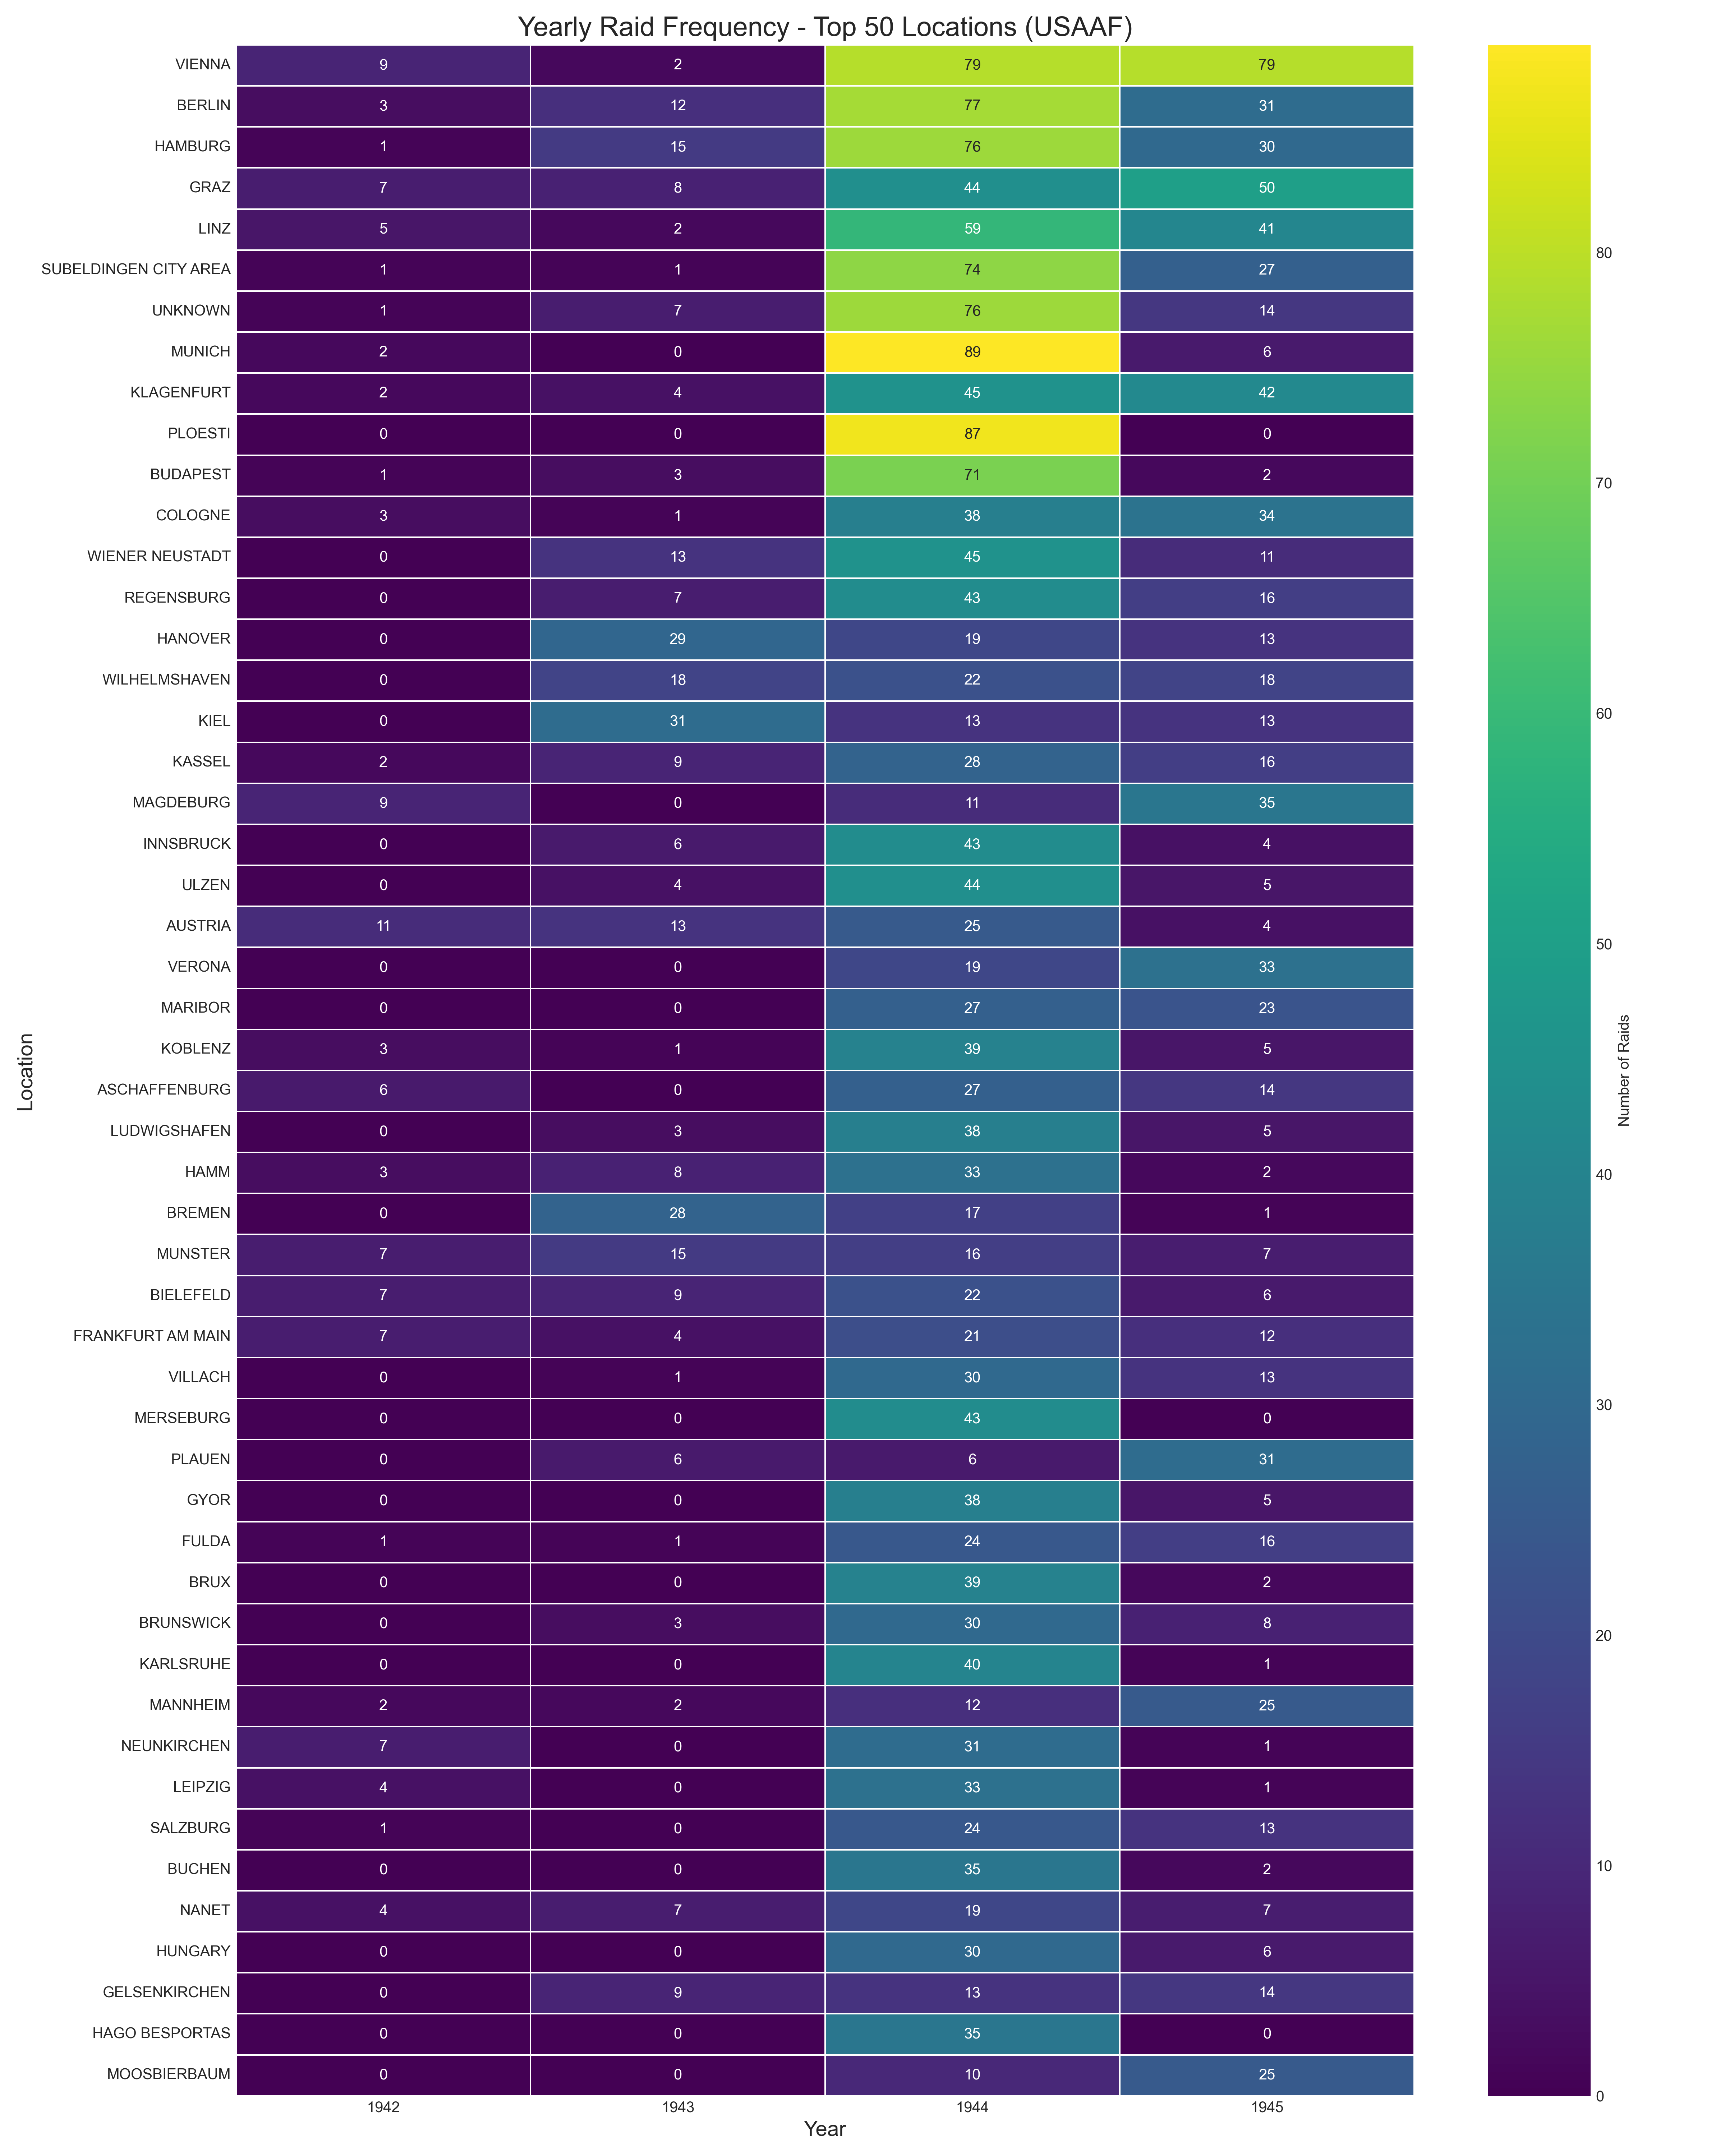 Yearly Raid Frequency - Top 50 Locations (USAAF)
VIENNA 9 2 79 79
BERLIN 3 12 77 31
HAMBURG 1 15 76 30
GRAZ 7 8 44 50
LINZ 5 2 59 41
SUBELDINGEN CITY AREA 1 1 74 27
UNKNOWN 1 7 76 14
MUNICH 2 0 89 6
KLAGENFURT 2 4 45 42
PLOESTI 0 0 87 0
BUDAPEST 1 3 71 2
COLOGNE 3 1 38 34
WIENER NEUSTADT 0 13 45 11
REGENSBURG 0 7 43 16
HANOVER 0 29 19 13
WILHELMSHAVEN 0 18 22 18
KIEL 0 31 13 13
KASSEL 2 9 28 16
MAGDEBURG 9 0 11 35
INNSBRUCK 0 6 43 4
ULZEN 0 4 44 5
AUSTRIA 11 13 25 4
VERONA 0 0 19 33
MARIBOR 0 0 27 23
KOBLENZ 3 1 39 5
ASCHAFFENBURG 6 0 27 14
LUDWIGSHAFEN 0 3 38 5
HAMM 3 8 33 2
BREMEN 0 28 17 1
MUNSTER 7 15 16 7
BIELEFELD 7 9 22 6
FRANKFURT AM MAIN 7 4 21 12
VILLACH 0 1 30 13
MERSEBURG 0 0 43 0
PLAUEN 0 6 6 31
GYOR 0 0 38 5
FULDA 1 1 24 16
BRUX 0 0 39 2
BRUNSWICK 0 3 30 8
KARLSRUHE 0 0 40 1
MANNHEIM 2 2 12 25
NEUNKIRCHEN 7 0 31 1
LEIPZIG 4 0 33 1
SALZBURG 1 0 24 13
BUCHEN 0 0 35 2
NANET 4 7 19 7
HUNGARY 0 0 30 6
GELSENKIRCHEN 0 9 13 14
HAGO BESPORTAS 0 0 35 0
MOOSBIERBAUM 0 0 10 25
1942 1943 1944 1945
Year
Location
80
70
60
50
40
30
20
10
0
Number of Raids